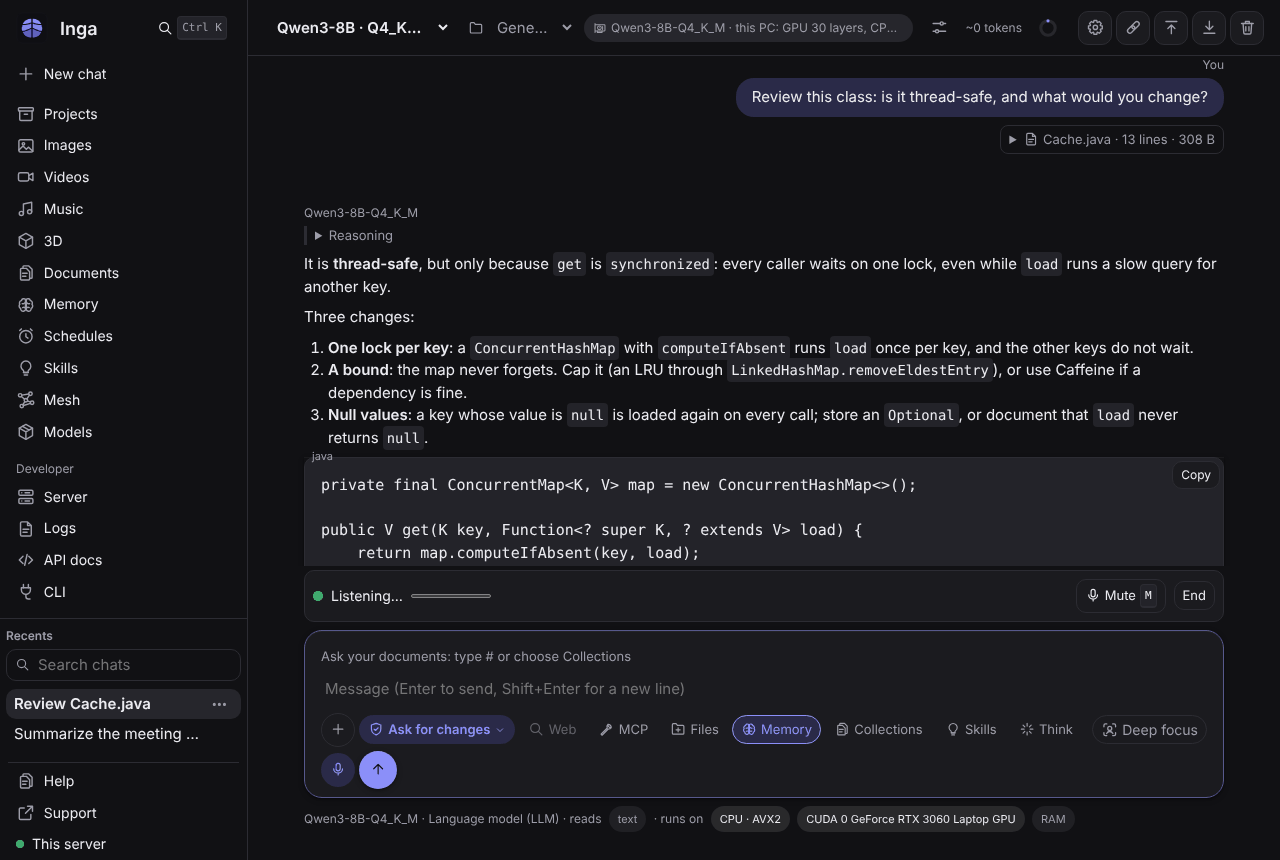 Inga
Ctrl K
New chat
Projects
Images
Videos
Music
3D
Documents
Memory
Schedules
Skills
Mesh
Models
Developer
Server
Logs
API docs
CLI
Recents
Search chats
Review Cache.java
Summarize the meeting ...
Help
Support
This server
Qwen3-8B · Q4_K... Gene... Qwen3-8B-Q4_K_M · this PC: GPU 30 layers, CP... ~0 tokens
You
Review this class: is it thread-safe, and what would you change?
Cache.java · 13 lines · 308 B
Qwen3-8B-Q4_K_M
Reasoning
It is thread-safe, but only because get is synchronized: every caller waits on one lock, even while load runs a slow query for
another key.
Three changes:
1. One lock per key: a ConcurrentHashMap with computeIfAbsent runs load once per key, and the other keys do not wait.
2. A bound: the map never forgets. Cap it (an LRU through LinkedHashMap.removeEldestEntry), or use Caffeine if a
dependency is fine.
3. Null values: a key whose value is null is loaded again on every call; store an Optional, or document that load never
returns null.
java
Copy
private final ConcurrentMap<K, V> map = new ConcurrentHashMap<>();
public V get(K key, Function<? super K, ? extends V> load) {
return map.computeIfAbsent(key, load);
Listening... Mute M End
Ask your documents: type # or choose Collections
Message (Enter to send, Shift+Enter for a new line)
Ask for changes Web MCP Files Memory Collections Skills Think Deep focus
Qwen3-8B-Q4_K_M · Language model (LLM) · reads text · runs on CPU · AVX2 CUDA 0 GeForce RTX 3060 Laptop GPU RAM